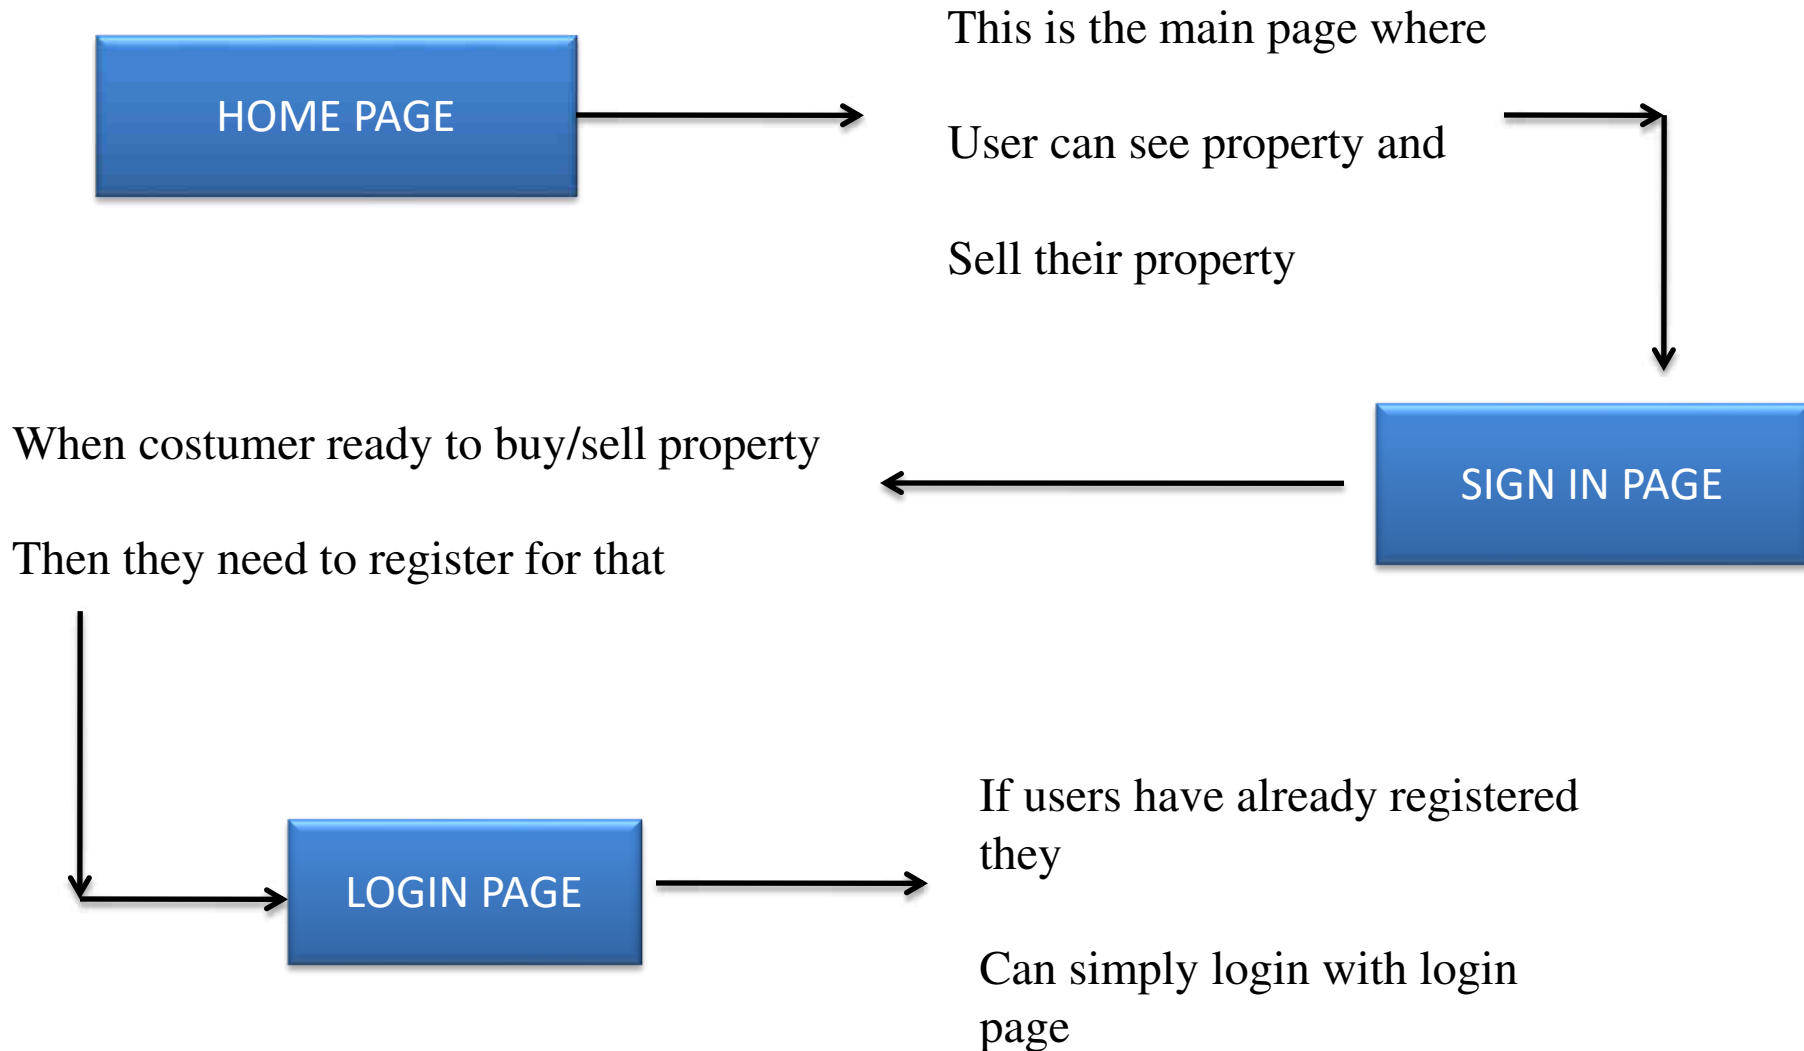 HOME PAGE
This is the main page where
User can see property and
Sell their property
SIGN IN PAGE
When costumer ready to buy/sell property
Then they need to register for that
LOGIN PAGE
If users have already registered
they
Can simply login with login
page